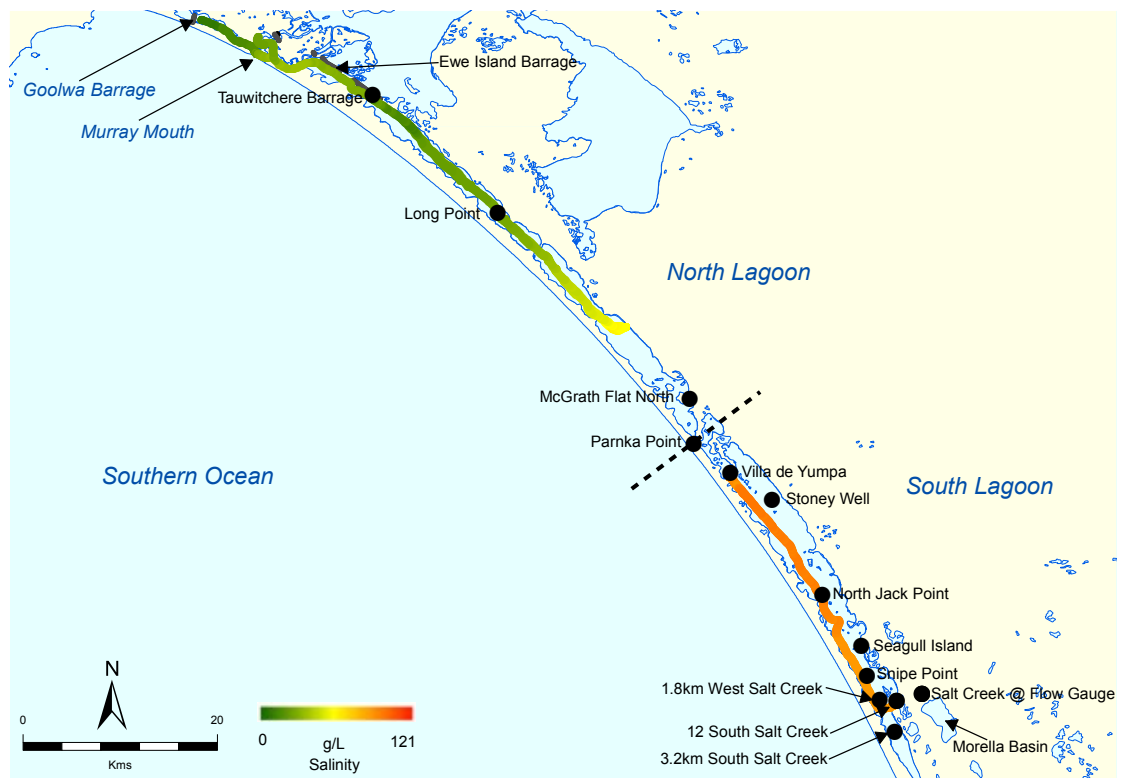 Ewe Island Barrage
Goolwa Barrage
Tauwitchere Barrage
Murray Mouth
Long Point
North Lagoon
McGrath Flat North
Parnka Point
Southern Ocean
Villa de Yumpa
South Lagoon
Stoney Well
North Jack Point
Seagull Island
Snipe Point
1.8km West Salt Creek
Salt Creek @ Flow Gauge
12 South Salt Creek
Morella Basin
3.2km South Salt Creek
N
0 20
Kms
0 g/L 121
Salinity